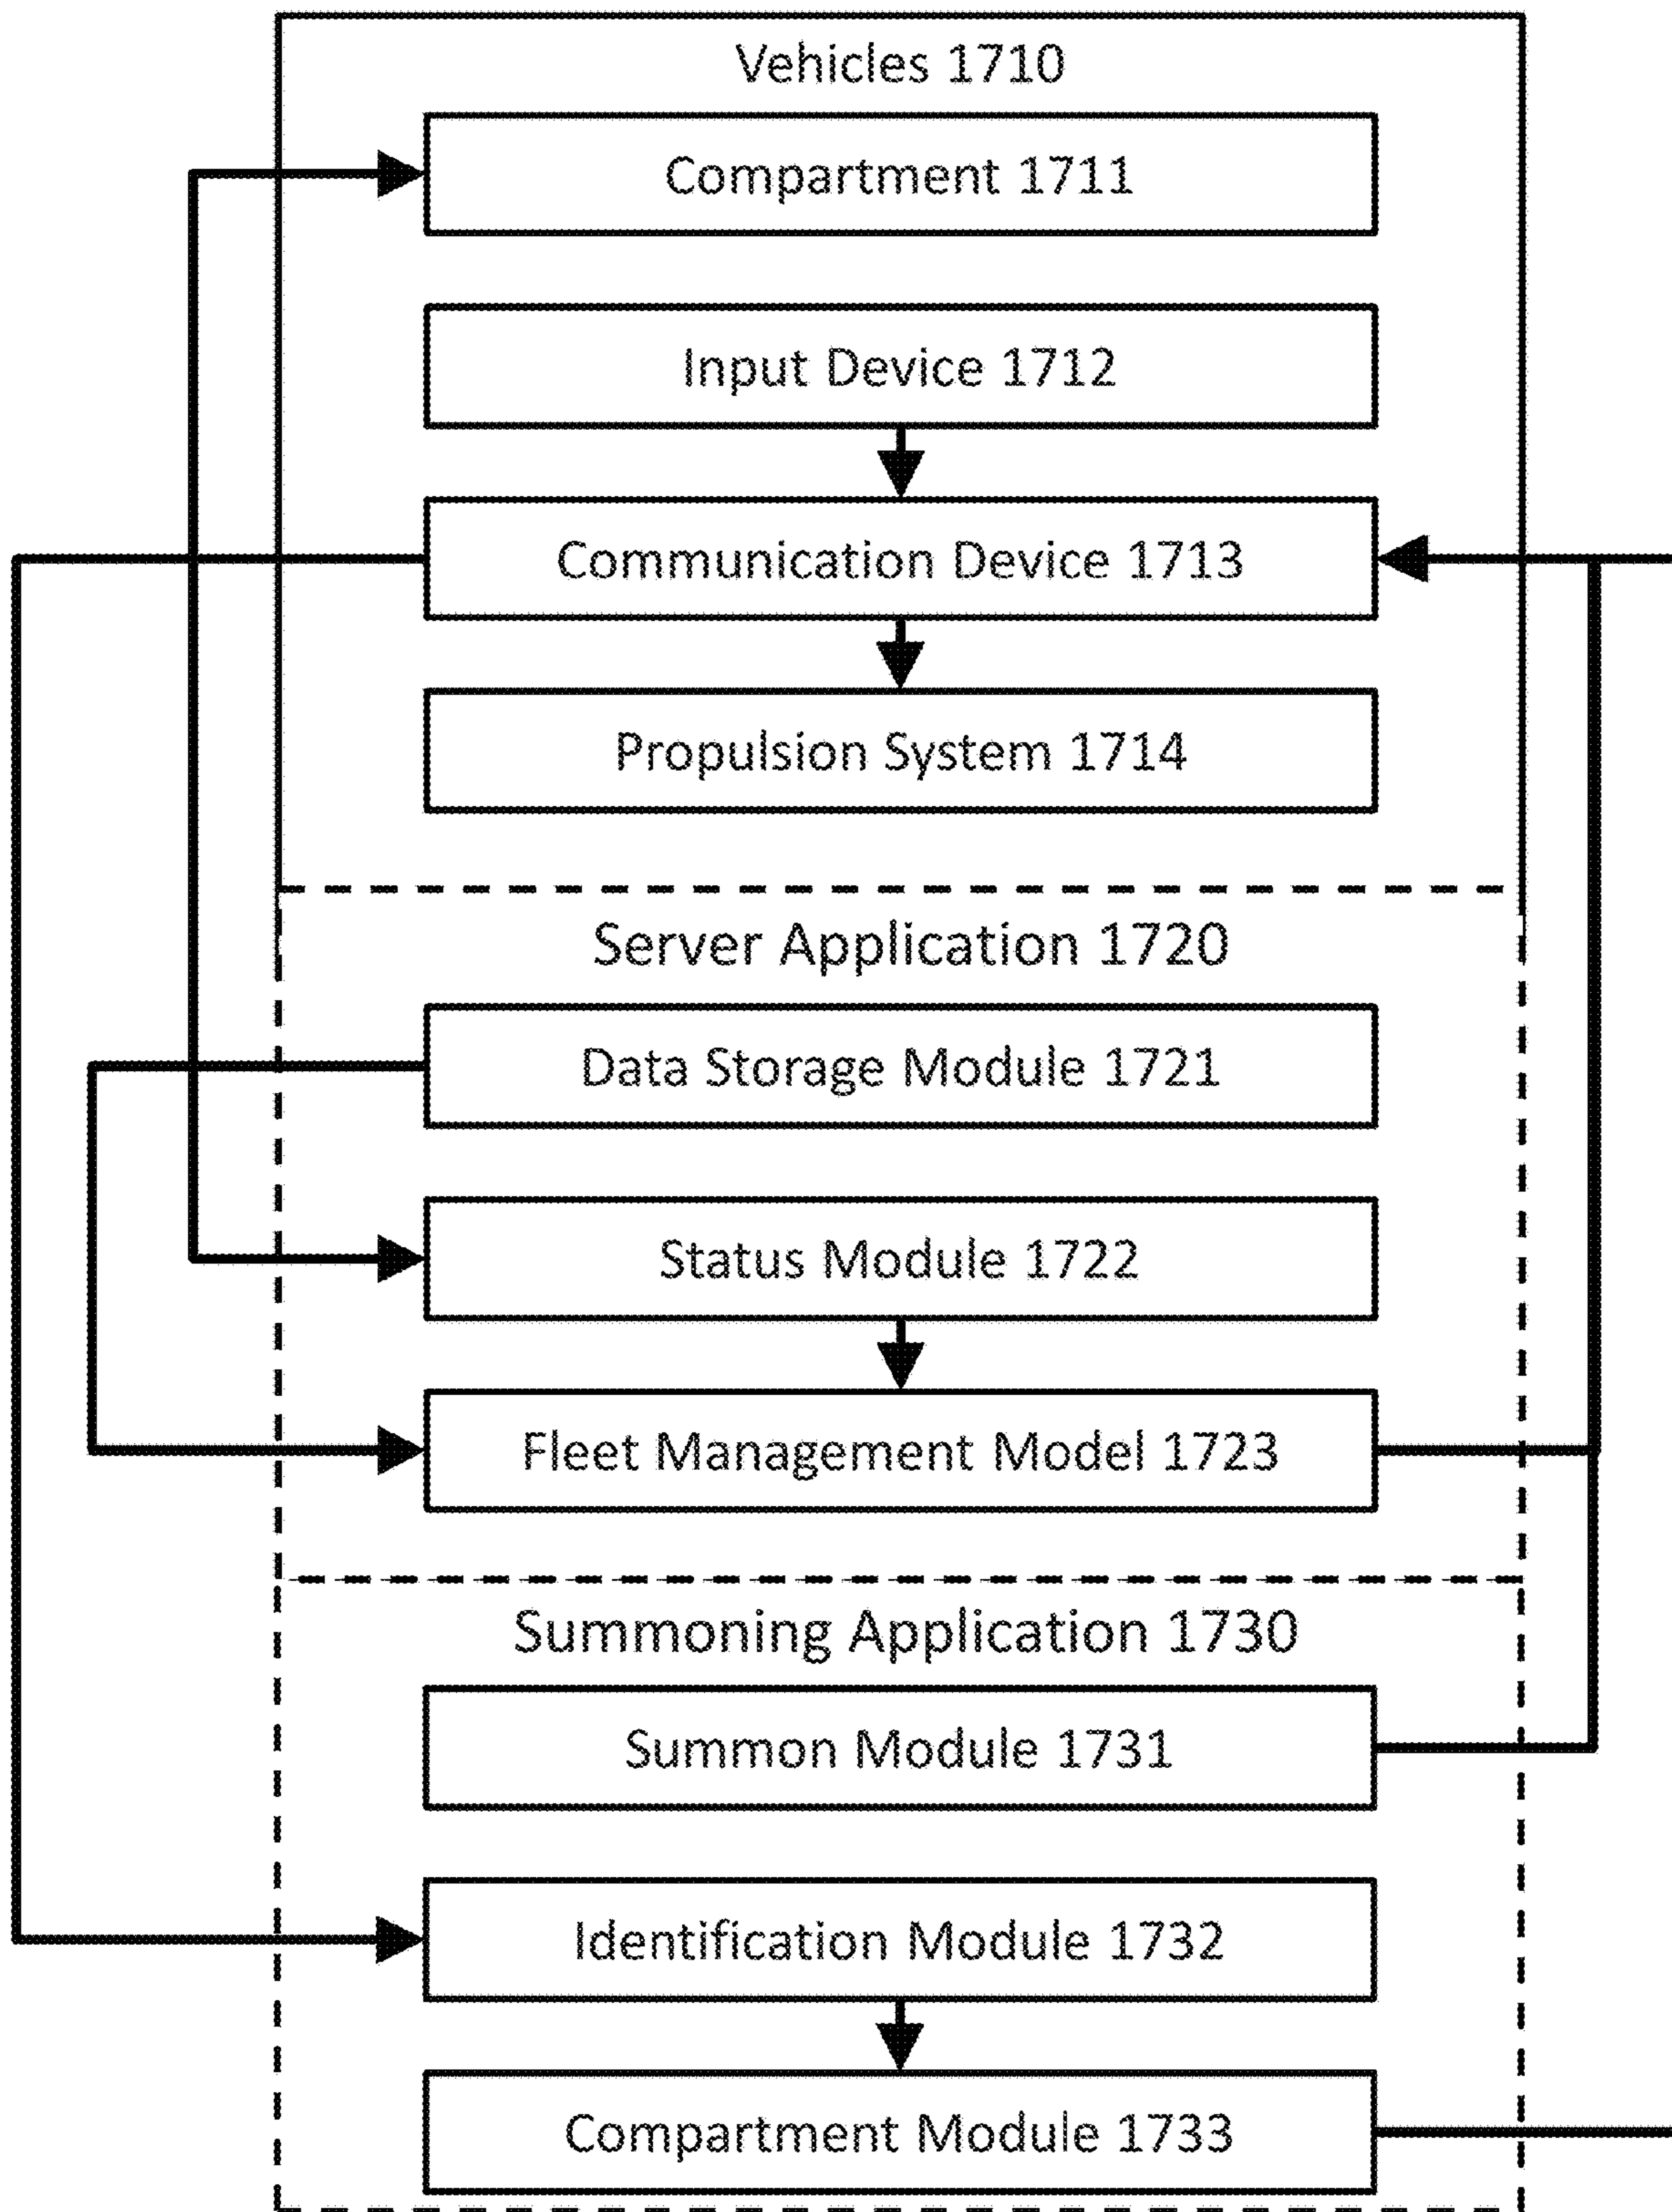 Vehicles 1710
Compartment 1711
Input Device 1712
Communication Device 1713
Propulsion System 1714
Server Application 1720
Data Storage Module 1721
Status Module 1722
Fleet Management Model 1723
Summoning Application 1730
Summon Module 1731
Identification Module 1732
Compartment Module 1733